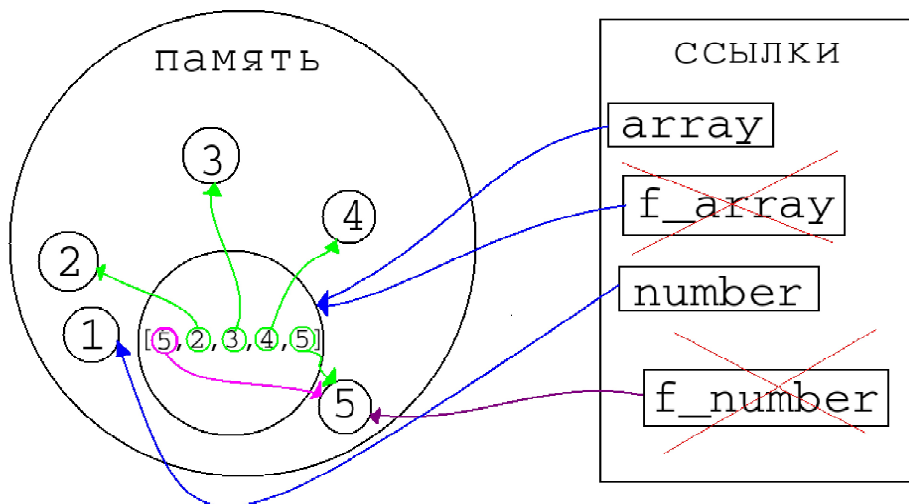 память
ссылки
array
3
f_array
4
2
number
1
[5,2,3,4,5]
5
f_number